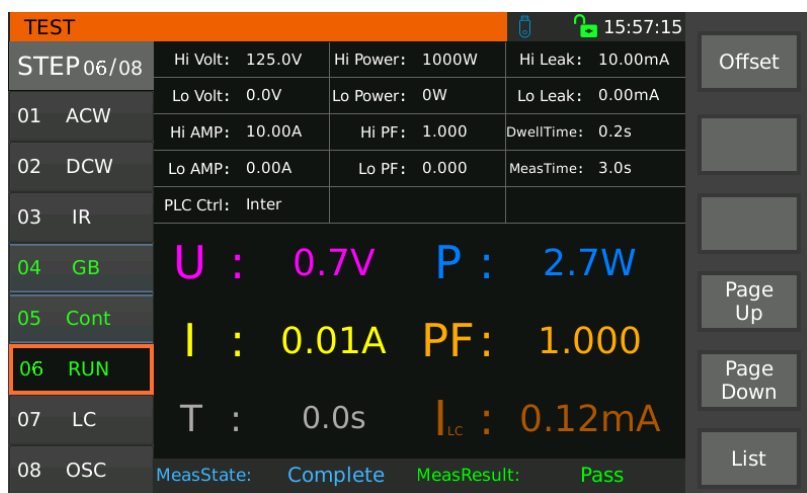 TEST 15:57:15
STEP 06/08
01 ACW
02 DCW
03 IR
04 GB
05 Cont
06 RUN
07 LC
08 OSC
Hi Volt: 125.0V Hi Power: 1000W Hi Leak: 10.00mA
Lo Volt: 0.0V Lo Power: 0W Lo Leak: 0.00mA
Hi AMP: 10.00A Hi PF: 1.000 DwellTime: 0.2s
Lo AMP: 0.00A Lo PF: 0.000 MeasTime: 3.0s
PLC Ctrl: Inter
U : 0.7V P : 2.7W
I : 0.01A PF: 1.000
T : 0.0s ILC : 0.12mA
MeasState: Complete MeasResult: Pass
Offset
Page
Up
Page
Down
List